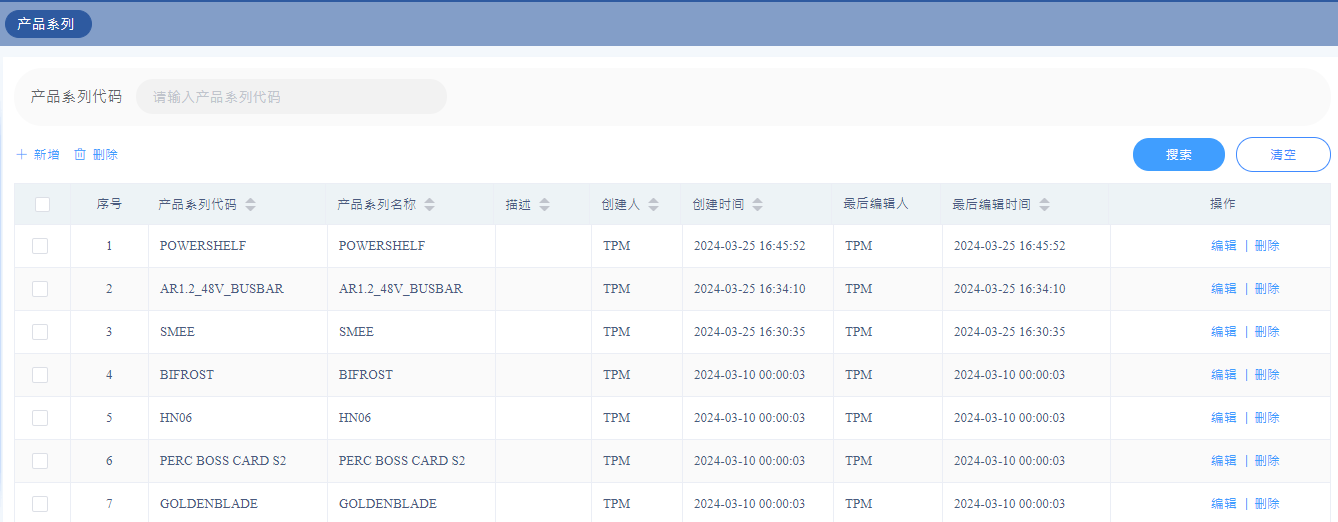 产品系列
产品系列代码 请输入产品系列代码
新增 删除 搜索 清空
序号 产品系列代码 产品系列名称 描述 创建人 创建时间 最后编辑人 最后编辑时间 操作
1 POWERSHELF POWERSHELF TPM 2024-03-25 16:45:52 TPM 2024-03-25 16:45:52 编辑 | 删除
2 AR1.2_48V_BUSBAR AR1.2_48V_BUSBAR TPM 2024-03-25 16:34:10 TPM 2024-03-25 16:34:10 编辑 | 删除
3 SMEE SMEE TPM 2024-03-25 16:30:35 TPM 2024-03-25 16:30:35 编辑 | 删除
4 BIFROST BIFROST TPM 2024-03-10 00:00:03 TPM 2024-03-10 00:00:03 编辑 | 删除
5 HN06 HN06 TPM 2024-03-10 00:00:03 TPM 2024-03-10 00:00:03 编辑 | 删除
6 PERC BOSS CARD S2 PERC BOSS CARD S2 TPM 2024-03-10 00:00:03 TPM 2024-03-10 00:00:03 编辑 | 删除
7 GOLDENBLADE GOLDENBLADE TPM 2024-03-10 00:00:03 TPM 2024-03-10 00:00:03 编辑 | 删除